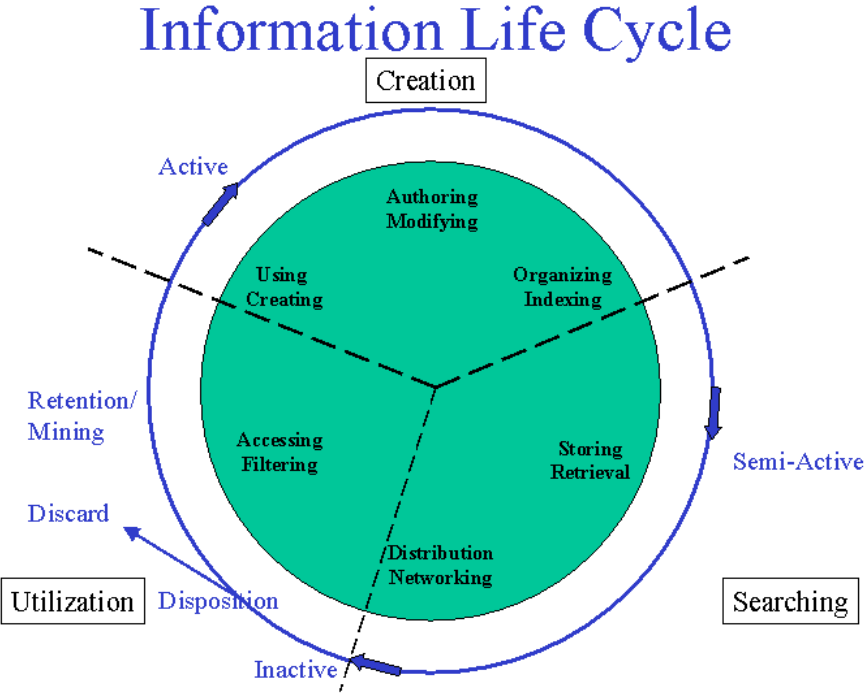 Information Life Cycle
Creation
Active
Authoring
Modifying
Using
Creating
Organizing
Indexing
Retention/
Mining
Accessing
Filtering
Storing
Retrieval
Semi-Active
Discard
Distribution
Networking
Utilization
Disposition
Searching
Inactive